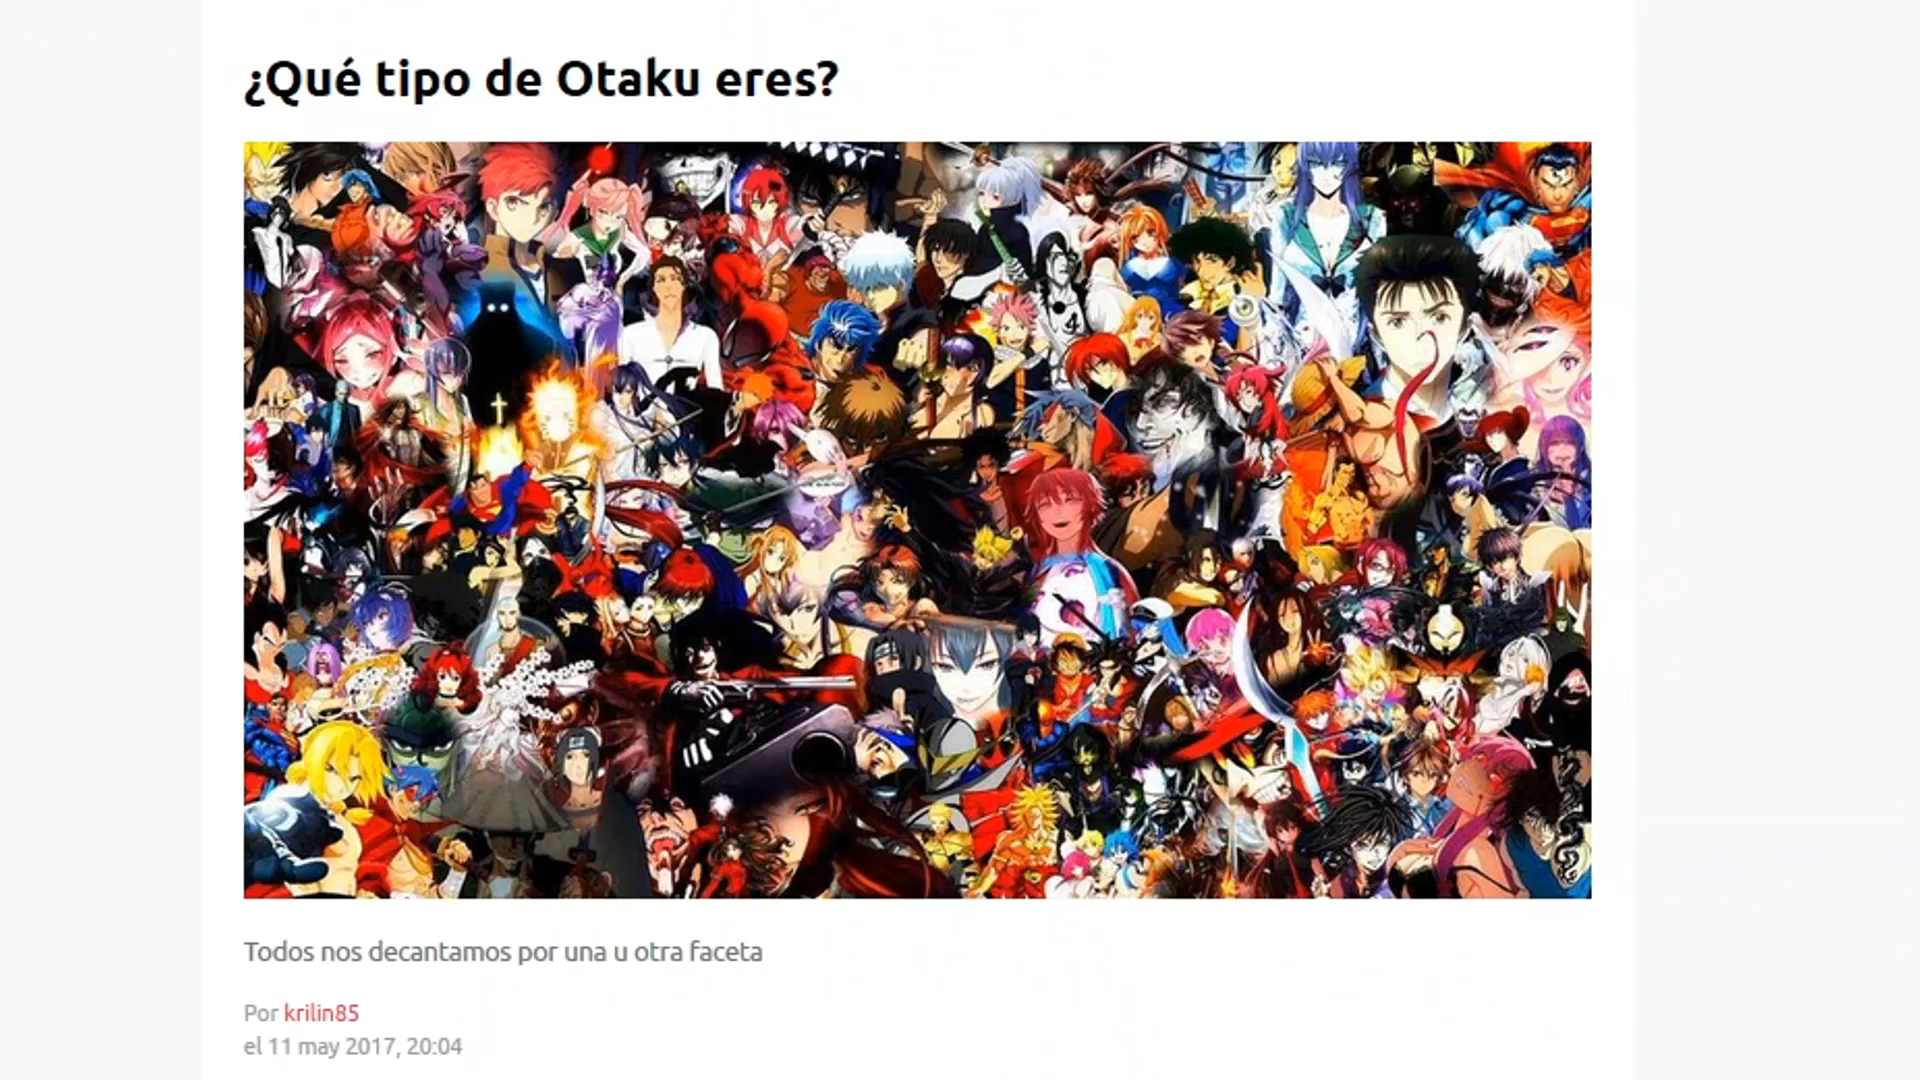 ¿Qué tipo de Otaku eres?
4
Todos nos decantamos por una u otra faceta
Por krilin85
el 11 may 2017, 20:04